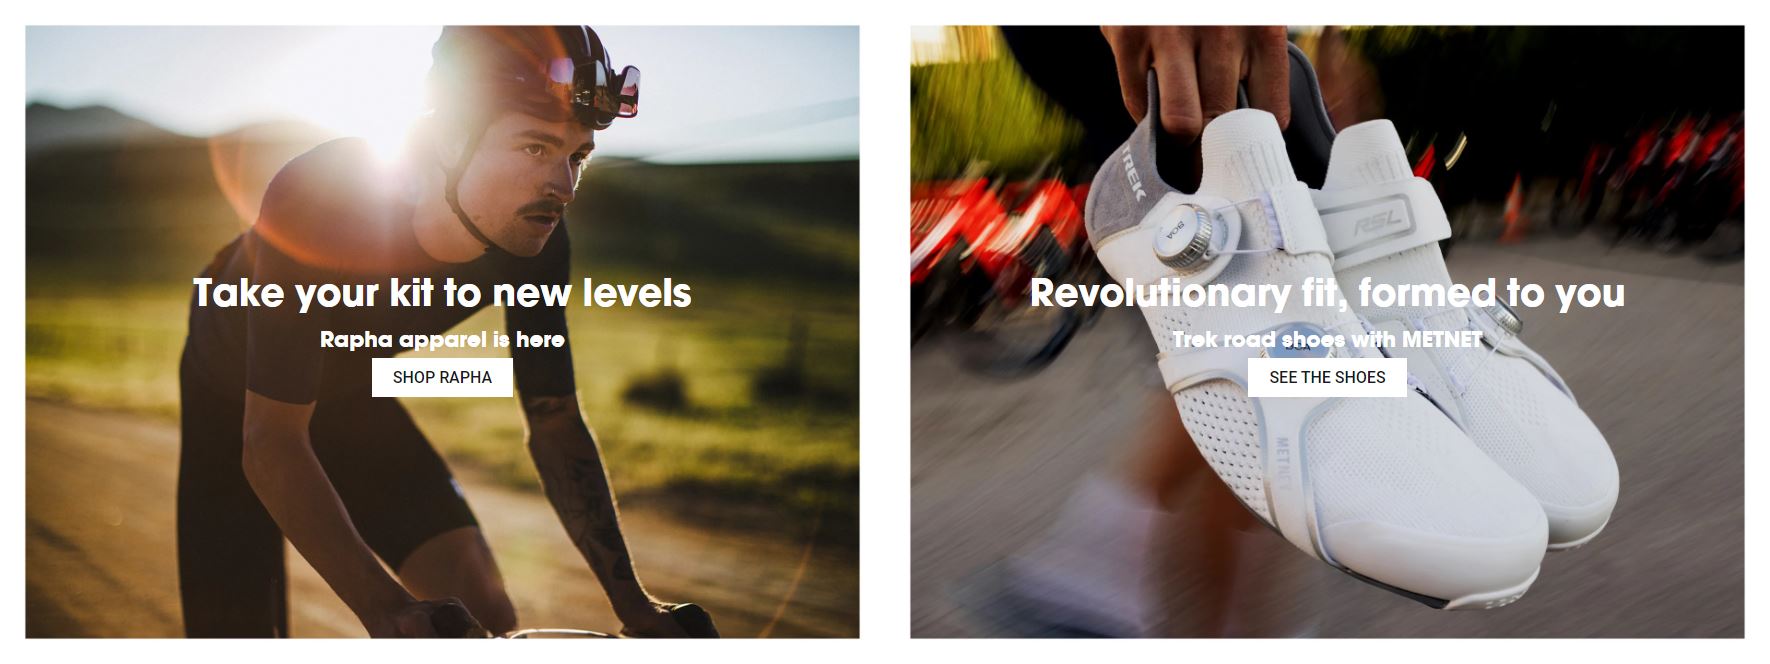 Take your kit to new levels
Rapha apparel is here
SHOP RAPHA
TREK
BOA
RSL
Revolutionary fit, formed to you
Trek road shoes with METNET
BOA
SEE THE SHOES
METNET